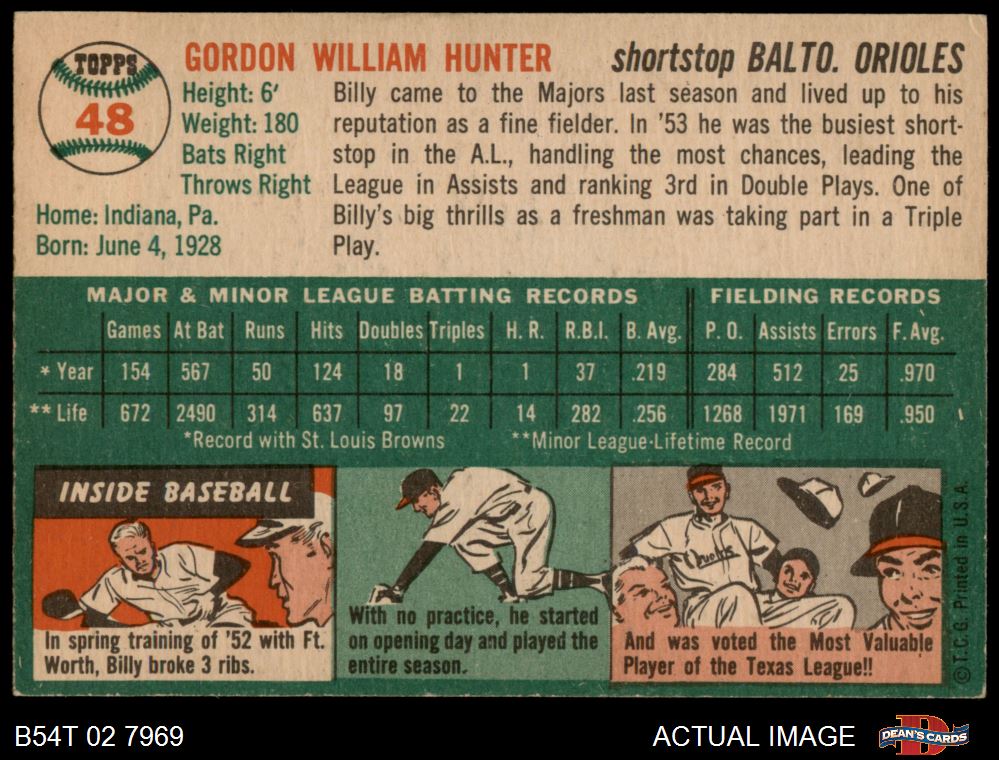 TOPPS
48
GORDON WILLIAM HUNTER shortstop BALTO. ORIOLES
Height: 6'
Weight: 180
Bats Right
Throws Right
Home: Indiana, Pa.
Born: June 4, 1928
Billy came to the Majors last season and lived up to his
reputation as a fine fielder. In '53 he was the busiest short-
stop in the A.L., handling the most chances, leading the
League in Assists and ranking 3rd in Double Plays. One of
Billy's big thrills as a freshman was taking part in a Triple
Play.
MAJOR & MINOR LEAGUE BATTING RECORDS FIELDING RECORDS
Games At Bat Runs Hits Doubles Triples H. R. R.B.I. B. Avg. P. O. Assists Errors F. Avg.
* Year 154 567 50 124 18 1 1 37 .219 284 512 25 .970
** Life 672 2490 314 637 97 22 14 282 .256 1268 1971 169 .950
*Record with St. Louis Browns **Minor League-Lifetime Record
INSIDE BASEBALL
In spring training of '52 with Ft.
Worth, Billy broke 3 ribs.
With no practice, he started
on opening day and played the
entire season.
Orioles
And was voted the Most Valuable
Player of the Texas League!!
©T.C.G. Printed in U.S.A.
B54T 02 7969 ACTUAL IMAGE
D
DEAN'S CARDS